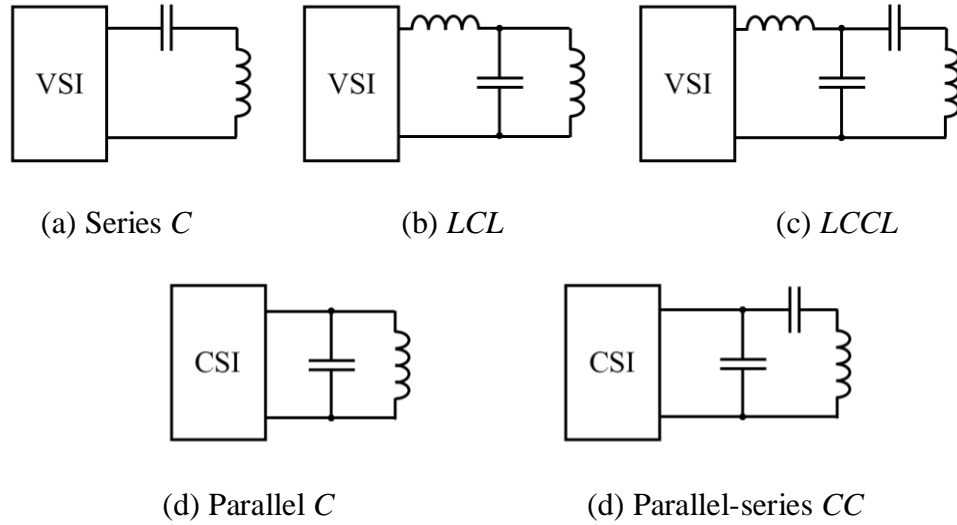 VSI
VSI
VSI
(a) Series C
(b) LCL
(c) LCCL
CSI
CSI
(d) Parallel C
(d) Parallel-series CC